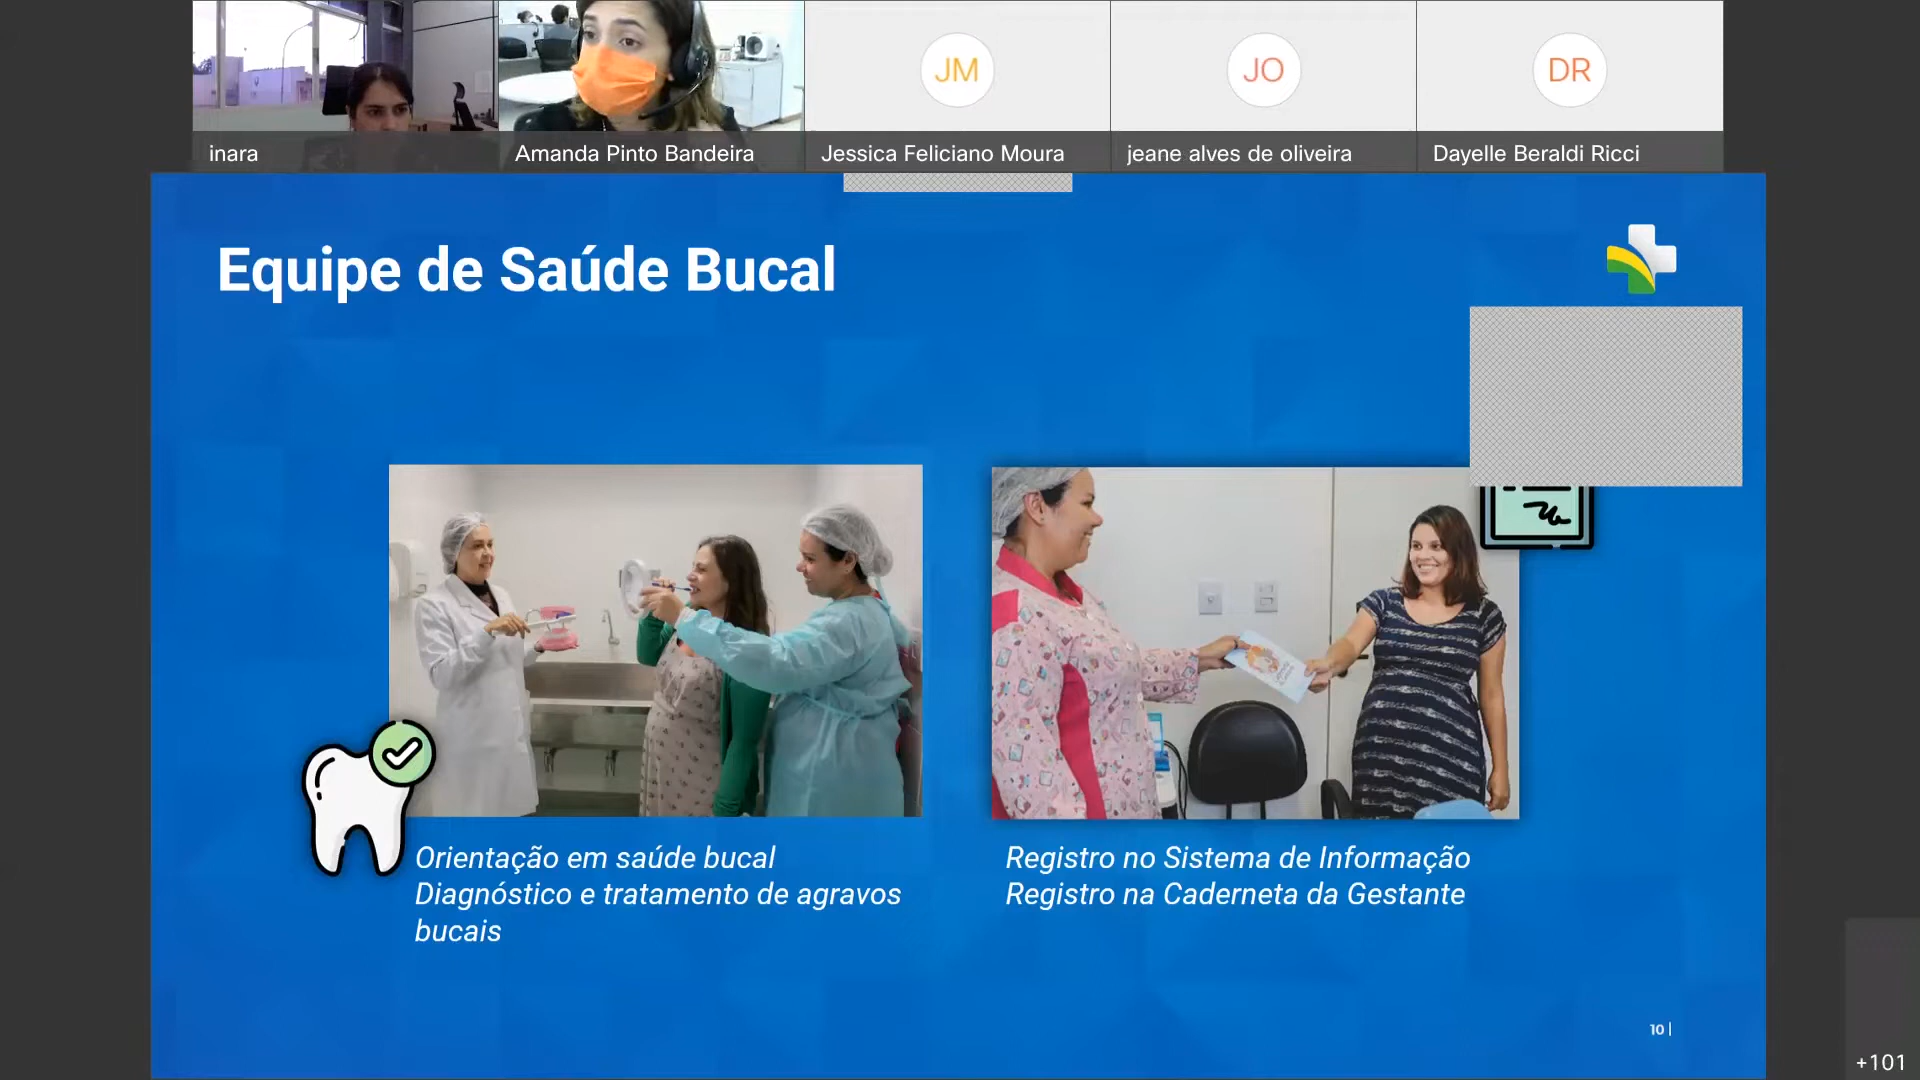 JM
JO
DR
inara
Amanda Pinto Bandeira
Jessica Feliciano Moura
jeane alves de oliveira
Dayelle Beraldi Ricci
Equipe de Saúde Bucal
Orientação em saúde bucal
Diagnóstico e tratamento de agravos
bucais
Registro no Sistema de Informação
Registro na Caderneta da Gestante
10 |
+101